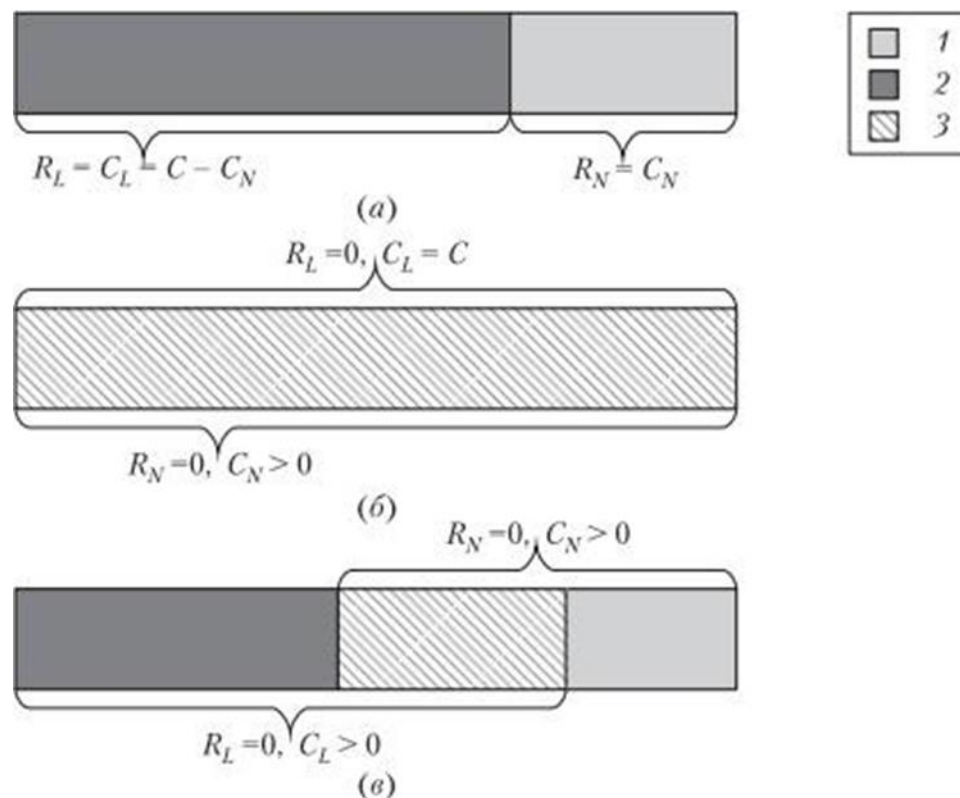 1
2
3
R_L = C_L = C – C_N
R_N = C_N
(а)
R_L =0, C_L = C
R_N =0, C_N > 0
(б)
R_N =0, C_N > 0
R_L =0, C_L > 0
(в)